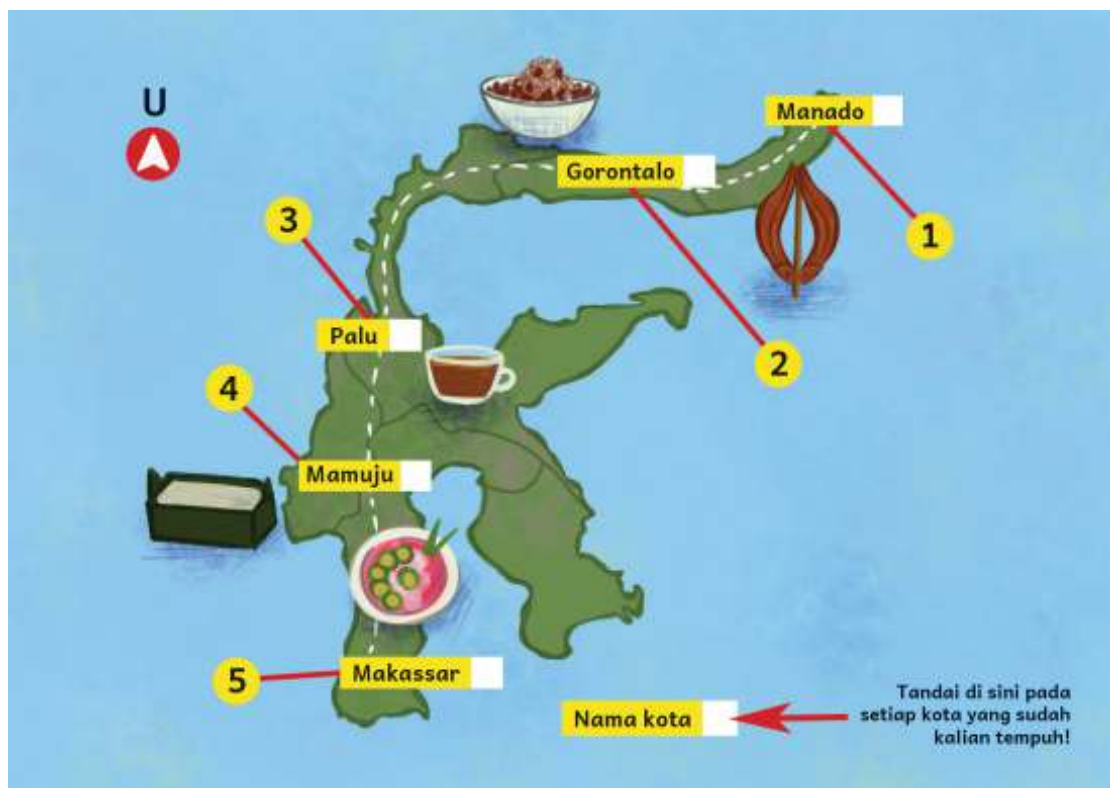 U
Manado
Gorontalo
1
3
Palu
2
4
Mamuju
5
Makassar
Nama kota
Tandai di sini pada
setiap kota yang sudah
kalian tempuh!